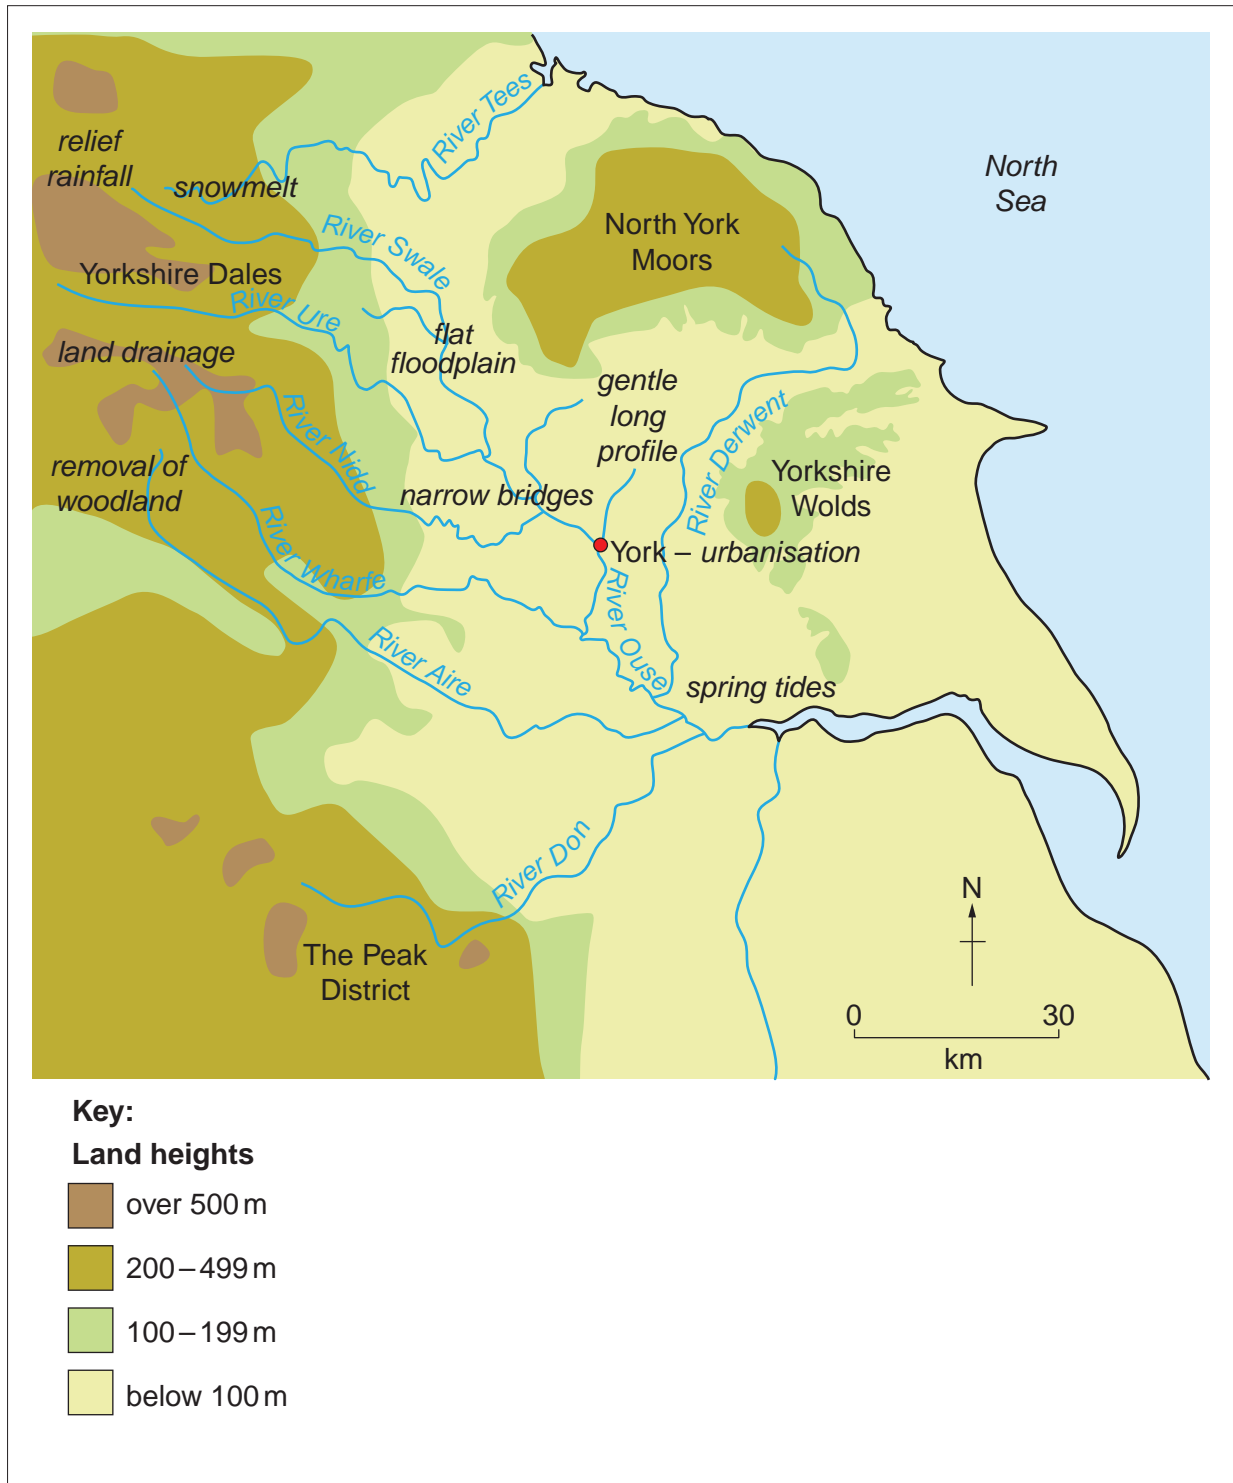 River Tees
relief
rainfall
snowmelt
North
Sea
River Swale
North York
Moors
Yorkshire Dales
River Ure
flat
floodplain
land drainage
gentle
long
profile
River Nidd
River Derwent
removal of
woodland
narrow bridges
Yorkshire
Wolds
River Wharfe
York – urbanisation
River Ouse
River Aire
spring tides
River Don
N
The Peak
District
0 30
km
Key:
Land heights
over 500 m
200 – 499 m
100 – 199 m
below 100 m